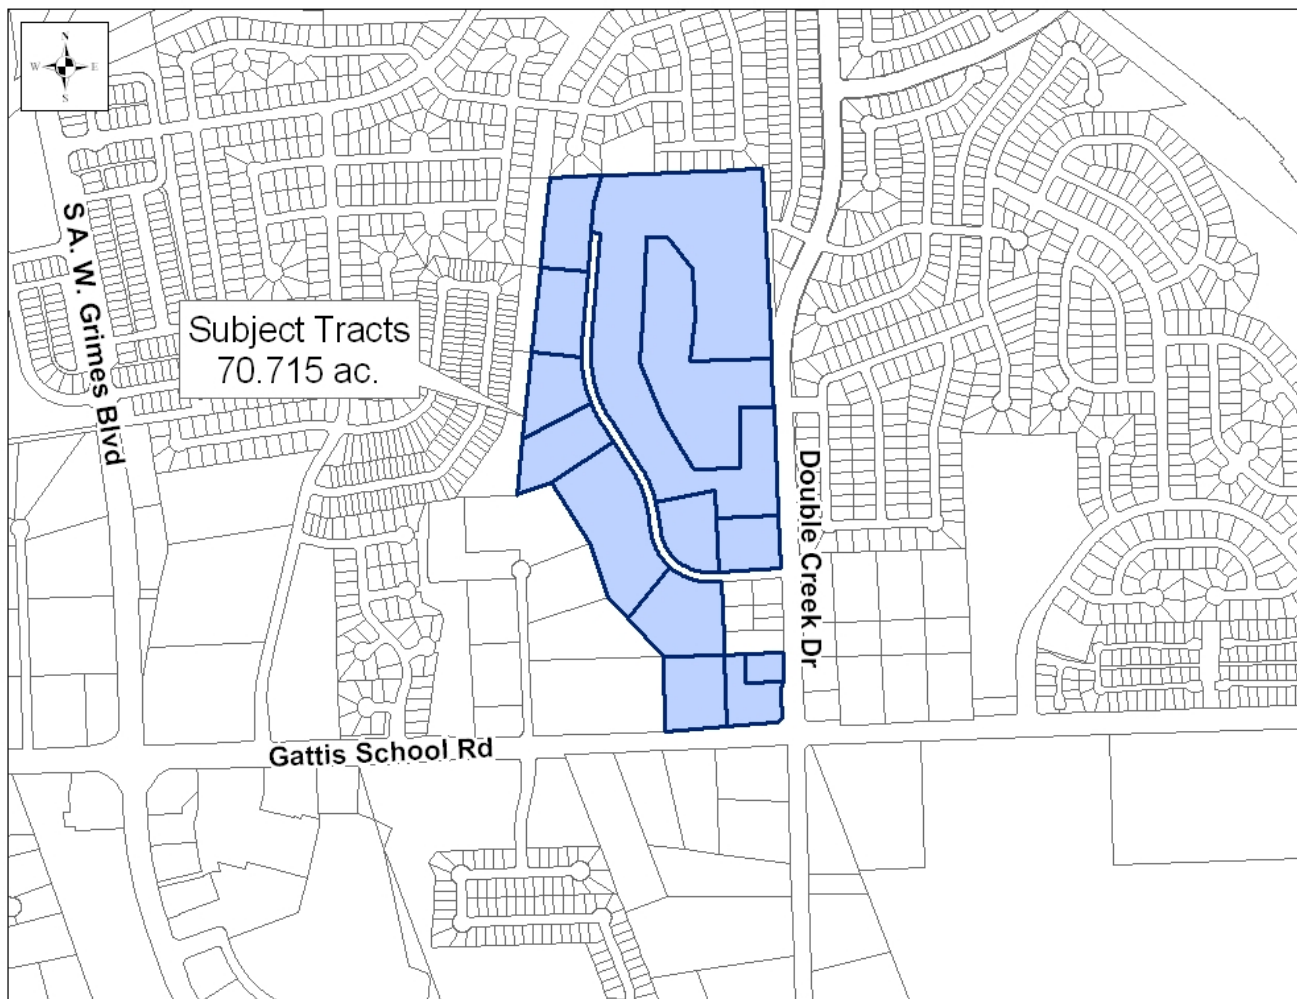 N
W E
S
S A. W. Grimes Blvd
Subject Tracts
70.715 ac.
Double Creek Dr
Gattis School Rd